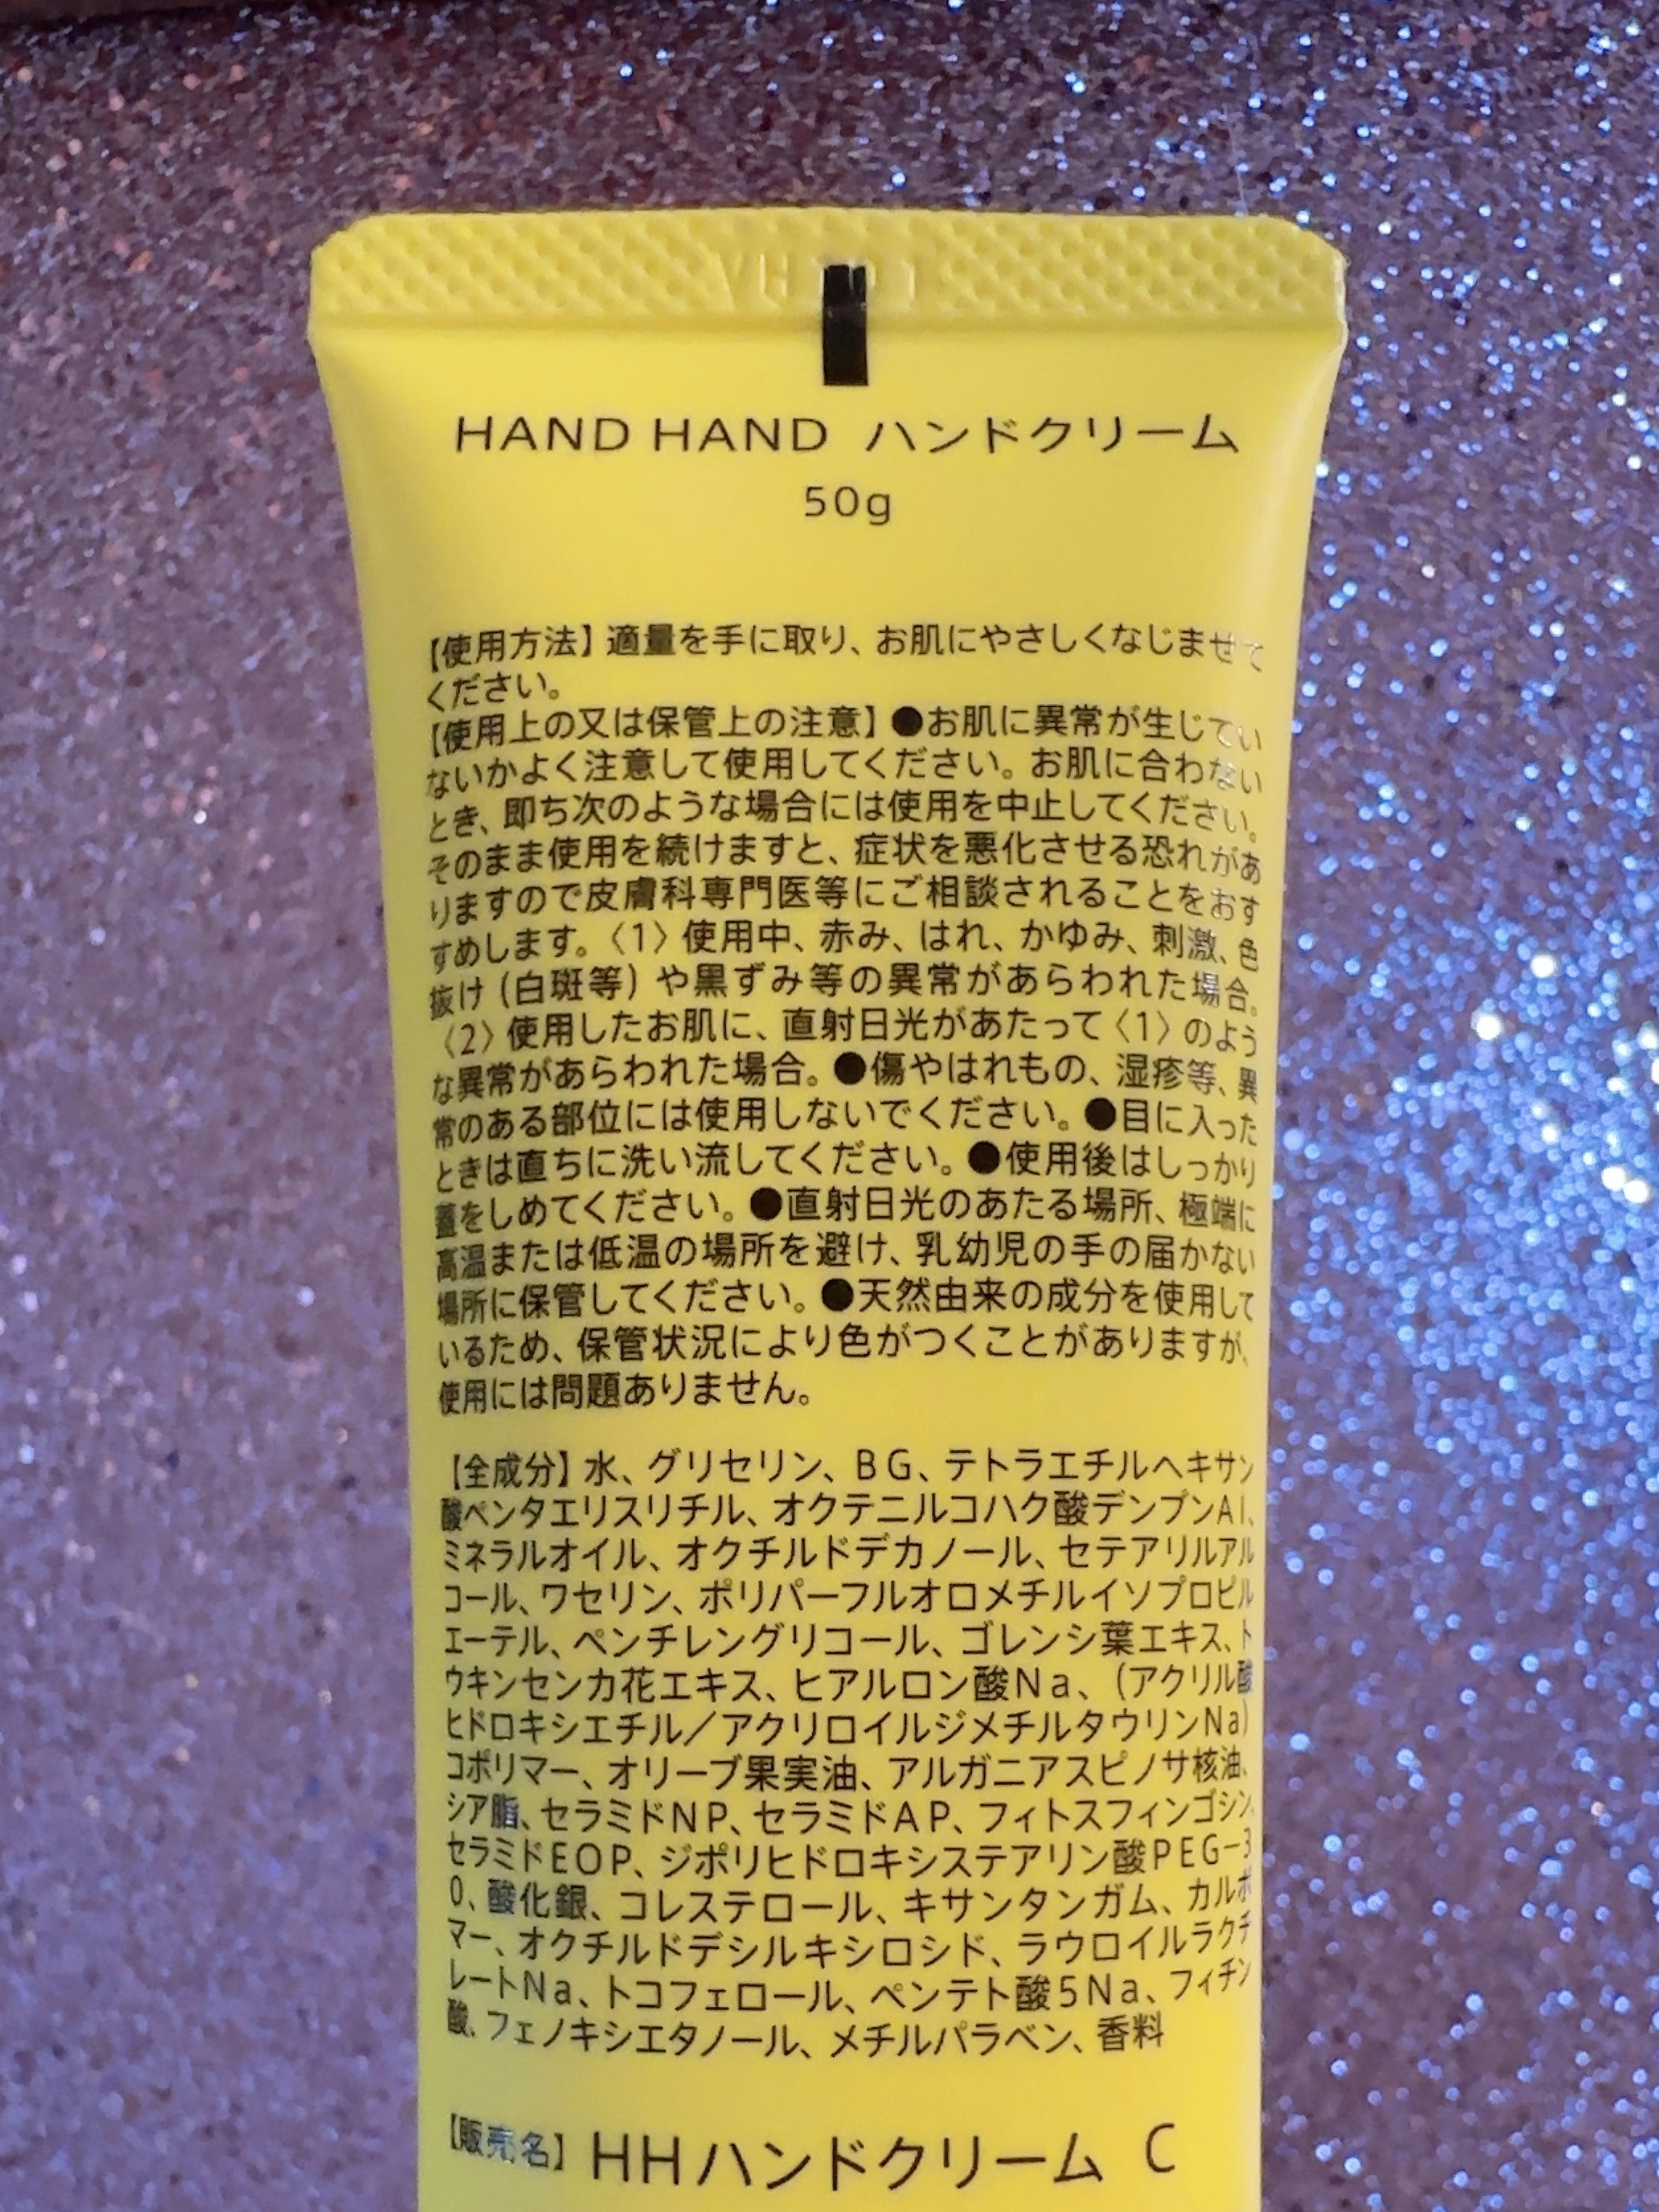 HAND HAND ハンドクリーム
50g
【使用方法】適量を手に取り、お肌にやさしくなじませて
ください。
【使用上の又は保管上の注意】●お肌に異常が生じてい
ないかよく注意して使用してください。お肌に合わない
とき、即ち次のような場合には使用を中止してください。
そのまま使用を続けますと、症状を悪化させる恐れがあ
りますので皮膚科専門医等にご相談されることをおす
すめします。〈1〉使用中、赤み、はれ、かゆみ、刺激、色
抜け(白斑等)や黒ずみ等の異常があらわれた場合。
〈2〉使用したお肌に、直射日光があたって〈1〉のよう
な異常があらわれた場合。●傷やはれもの、湿疹等、異
常のある部位には使用しないでください。●目に入った
ときは直ちに洗い流してください。●使用後はしっかり
蓋をしめてください。●直射日光のあたる場所、極端に
高温または低温の場所を避け、乳幼児の手の届かない
場所に保管してください。●天然由来の成分を使用して
いるため、保管状況により色がつくことがありますが、
使用には問題ありません。
【全成分】水、グリセリン、BG、テトラエチルヘキサン
酸ペンタエリスリチル、オクテニルコハク酸デンプンAl、
ミネラルオイル、オクチルドデカノール、セテアリルアル
コール、ワセリン、ポリパーフルオロメチルイソプロピル
エーテル、ペンチレングリコール、ゴレンシ葉エキス、ト
ウキンセンカ花エキス、ヒアルロン酸Na、(アクリル酸
ヒドロキシエチル/アクリロイルジメチルタウリンNa)
コポリマー、オリーブ果実油、アルガニアスピノサ核油、
シア脂、セラミドNP、セラミドAP、フィトスフィンゴシン、
セラミドEOP、ジポリヒドロキシステアリン酸PEG-3
0、酸化銀、コレステロール、キサンタンガム、カルボ
マー、オクチルドデシルキシロシド、ラウロイルラクチ
レートNa、トコフェロール、ペンテト酸5Na、フィチン
酸、フェノキシエタノール、メチルパラベン、香料
【販売名】HHハンドクリーム C